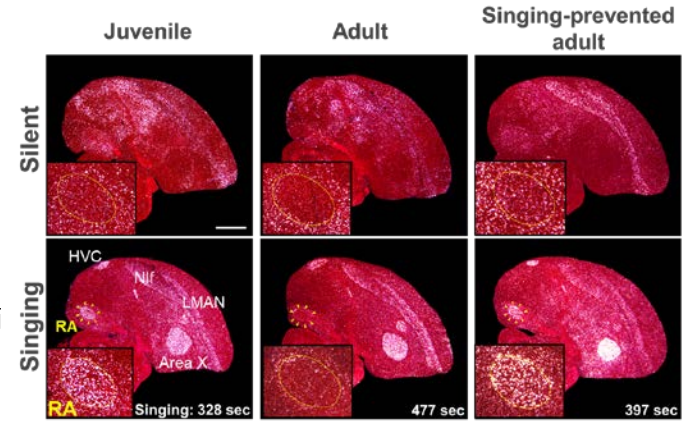 Juvenile
Adult
Singing-prevented
adult
Silent
Singing
HVC
NIf
LMAN
RA
Area X
RA
Singing: 328 sec
477 sec
397 sec